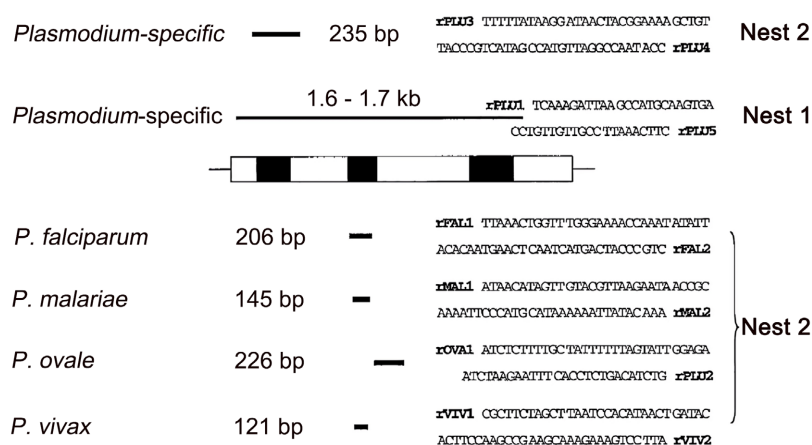 Plasmodium-specific 235 bp rPLU3 TTTTTATAAGGATAACTACGGAAAAGCTGT Nest 2
TACCCGTCATAGCCATGTTAGGCCAATACC rPLU4
1.6 - 1.7 kb
Plasmodium-specific rPLU1 TCAAAGATTAAGCCATGCAAGTGA Nest 1
CCTGTTGTTGCCTTAAACTTC rPLU5
P. falciparum 206 bp rFAL1 TTAAACTGGTTTGGGAAAACCAAATATATT
ACACAATGAACTCAATCATGACTACCCGTC rFAL2
P. malariae 145 bp rMAL1 ATAACATAGTTGTACGTTAAGAATAACCGC
AAAATTCCCATGCATAAAAAATTATACAAA rMAL2
Nest 2
P. ovale 226 bp rOVA1 ATCTCTTTTGCTATTTTTTAGTATTGGAGA
ATCTAAGAATTTCACCTCTGACATCTG rPLU2
P. vivax 121 bp rVIV1 CGCTTCTAGCTTAATCCACATAACTGATAC
ACTTCCAAGCCGAAGCAAAGAAAGTCCTTA rVIV2